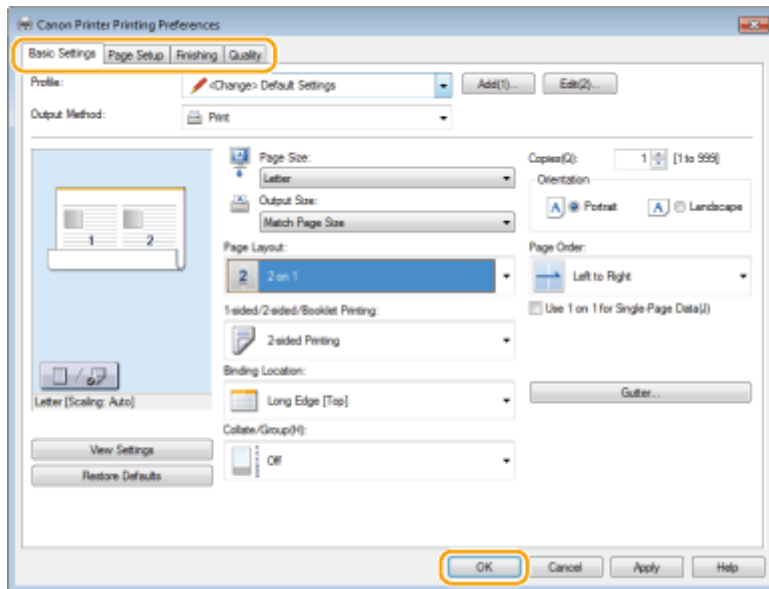 Canon Printer Printing Preferences
Basic Settings Page Setup Finishing Quality
Profile: <Change> Default Settings Add(1)... Edit(2)...
Output Method: Print
Page Size:
Letter
Output Size:
Match Page Size
Copies(Q): 1 [1 to 999]
Orientation
A Portrait A Landscape
1 2
Page Layout:
2 2 on 1
Page Order:
Left to Right
1-sided/2-sided/Booklet Printing:
2-sided Printing
Use 1 on 1 for Single-Page Data(J)
Binding Location:
Long Edge [Top]
Gutter...
Letter [Scaling: Auto]
Collate/Group(H):
Off
View Settings
Restore Defaults
OK Cancel Apply Help